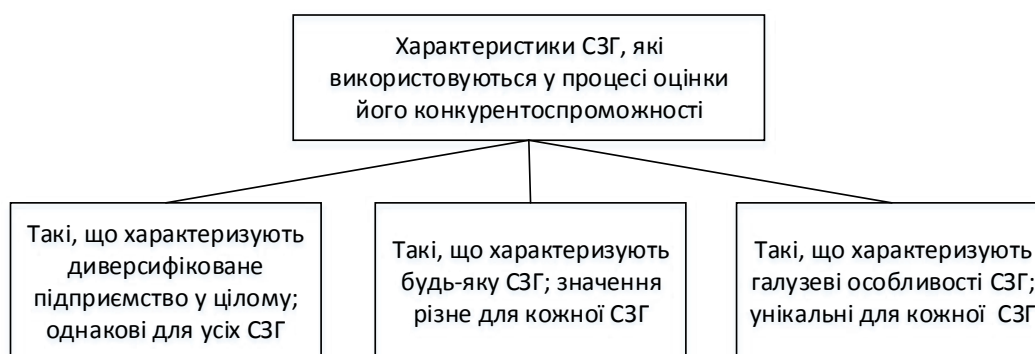 Характеристики СЗГ, які
використовуються у процесі оцінки
його конкурентоспроможності
Такі, що характеризують
диверсифіковане
підприємство у цілому;
однакові для усіх СЗГ
Такі, що характеризують
будь-яку СЗГ; значення
різне для кожної СЗГ
Такі, що характеризують
галузеві особливості СЗГ;
унікальні для кожної СЗГ